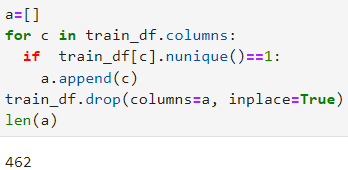 a=[]
for c in train_df.columns:
  if  train_df[c].nunique()==1:
    a.append(c)
train_df.drop(columns=a, inplace=True)
len(a)
462